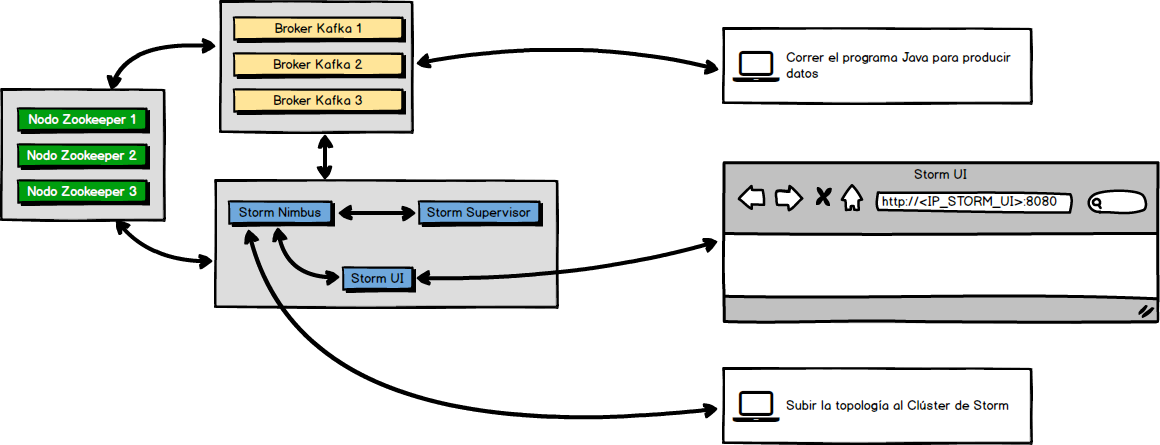 Broker Kafka 1
Broker Kafka 2
Broker Kafka 3
Nodo Zookeeper 1
Nodo Zookeeper 2
Nodo Zookeeper 3
Storm Nimbus
Storm Supervisor
Storm UI
Correr el programa Java para producir
datos
Storm UI
http://<IP_STORM_UI>:8080
Subir la topología al Clúster de Storm